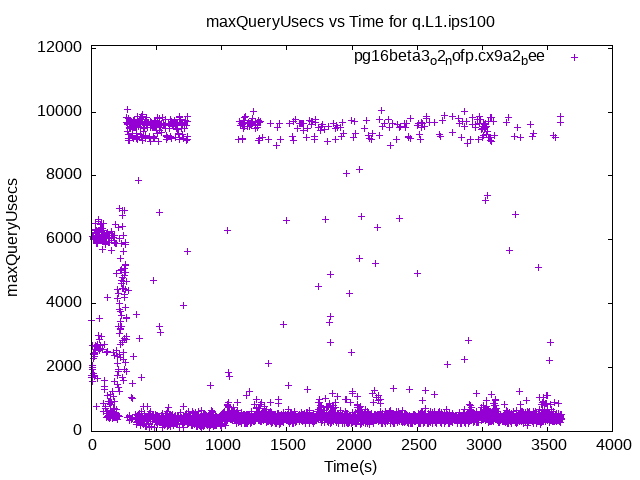 maxQueryUsecs vs Time for q.L1.ips100
pg16beta3o2nofp.cx9a2bee
12000
10000
8000
6000
4000
2000
0
maxQueryUsecs
0 500 1000 1500 2000 2500 3000 3500 4000
Time(s)